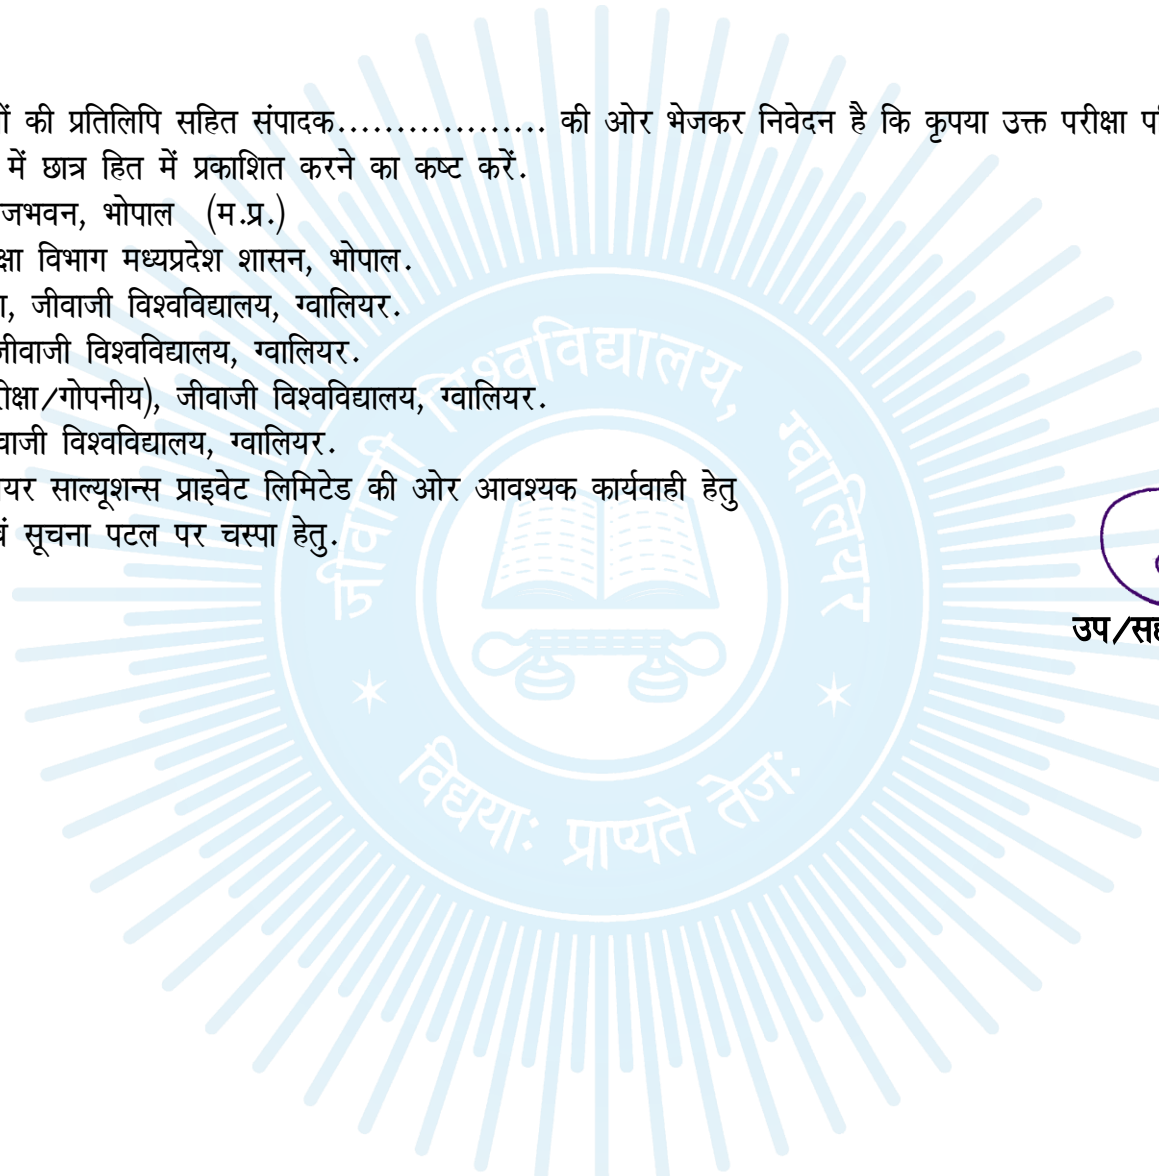 की प्रतिलिपि सहित संपादक.................. की ओर भेजकर निवेदन है कि कृपया उक्त परीक्षा
में छात्र हित में प्रकाशित करने का कष्ट करें.
जभवन, भोपाल (म.प्र.)
क्षा विभाग मध्यप्रदेश शासन, भोपाल.
जीवाजी विश्वविद्यालय, ग्वालियर.
जीवाजी विश्वविद्यालय, ग्वालियर.
रीक्षा/गोपनीय), जीवाजी विश्वविद्यालय, ग्वालियर.
वाजी विश्वविद्यालय, ग्वालियर.
यर साल्यूशन्स प्राइवेट लिमिटेड की ओर आवश्यक कार्यवाही हेतु
वं सूचना पटल पर चस्पा हेतु.
उप/सह
जीवाजी विश्वविद्यालय, ग्वालियर
विद्यया: प्राप्यते तेज: